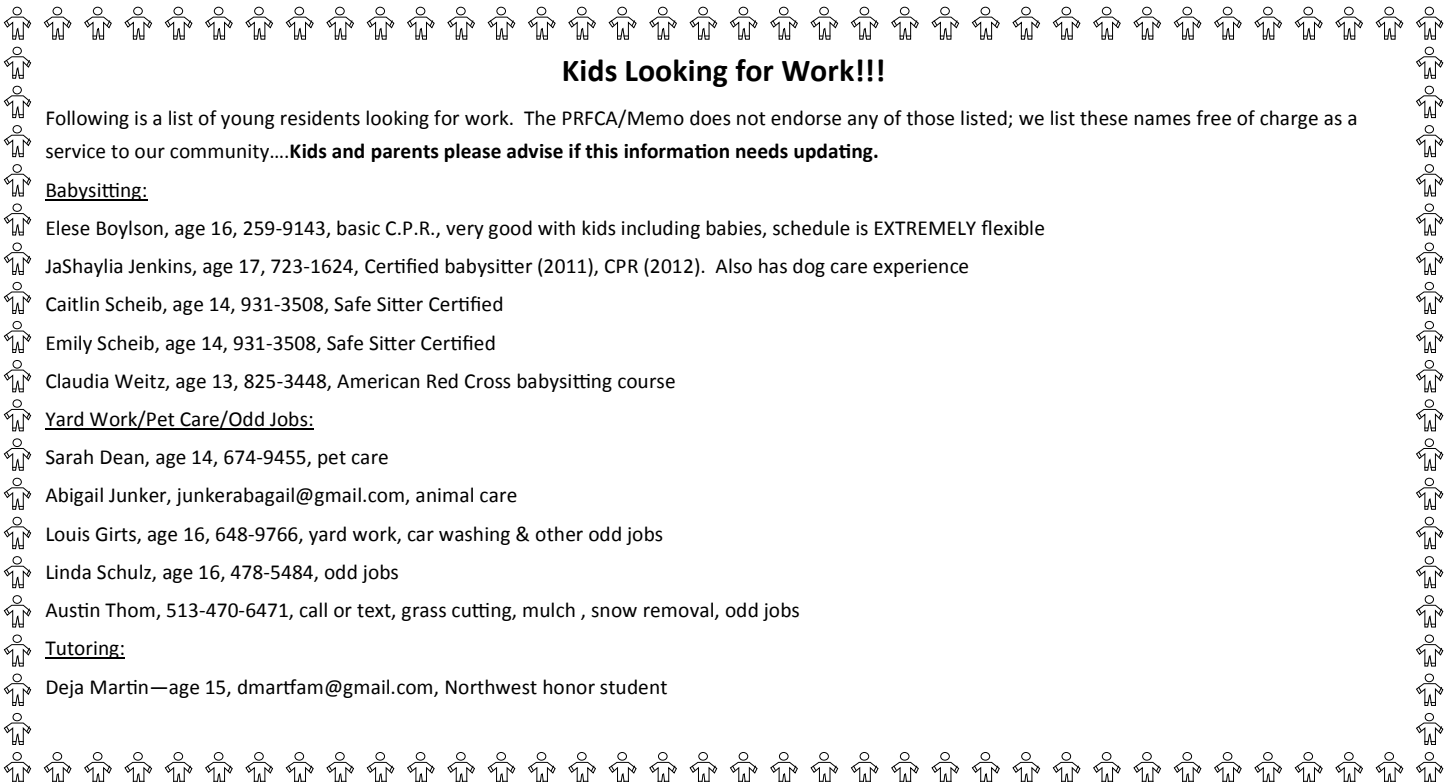 Kids Looking for Work!!!
Following is a list of young residents looking for work.  The PRFCA/Memo does not endorse any of those listed; we list these names free of charge as a
service to our community….Kids and parents please advise if this information needs updating.
Babysitting:
Elese Boylson, age 16, 259-9143, basic C.P.R., very good with kids including babies, schedule is EXTREMELY flexible
JaShaylia Jenkins, age 17, 723-1624, Certified babysitter (2011), CPR (2012).  Also has dog care experience
Caitlin Scheib, age 14, 931-3508, Safe Sitter Certified
Emily Scheib, age 14, 931-3508, Safe Sitter Certified
Claudia Weitz, age 13, 825-3448, American Red Cross babysitting course
Yard Work/Pet Care/Odd Jobs:
Sarah Dean, age 14, 674-9455, pet care
Abigail Junker, junkerabagail@gmail.com, animal care
Louis Girts, age 16, 648-9766, yard work, car washing & other odd jobs
Linda Schulz, age 16, 478-5484, odd jobs
Austin Thom, 513-470-6471, call or text, grass cutting, mulch , snow removal, odd jobs
Tutoring:
Deja Martin—age 15, dmartfam@gmail.com, Northwest honor student